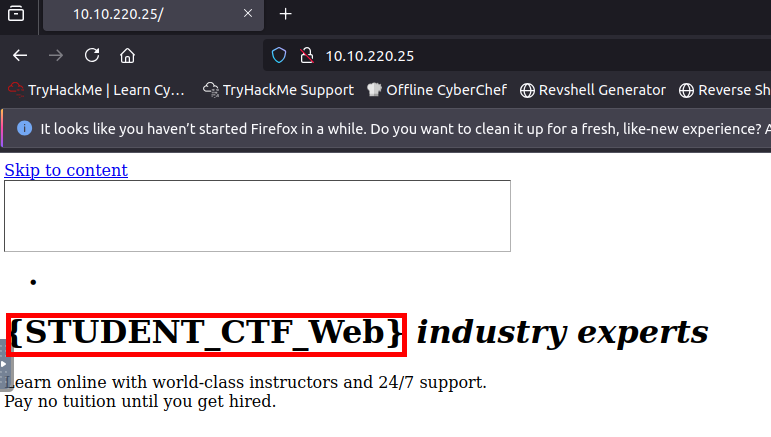 10.10.220.25/
10.10.220.25
TryHackMe | Learn Cy... TryHackMe Support Offline CyberChef Revshell Generator Reverse Sh
It looks like you haven't started Firefox in a while. Do you want to clean it up for a fresh, like-new experience? A
Skip to content
{STUDENT_CTF_Web} industry experts
Learn online with world-class instructors and 24/7 support.
Pay no tuition until you get hired.